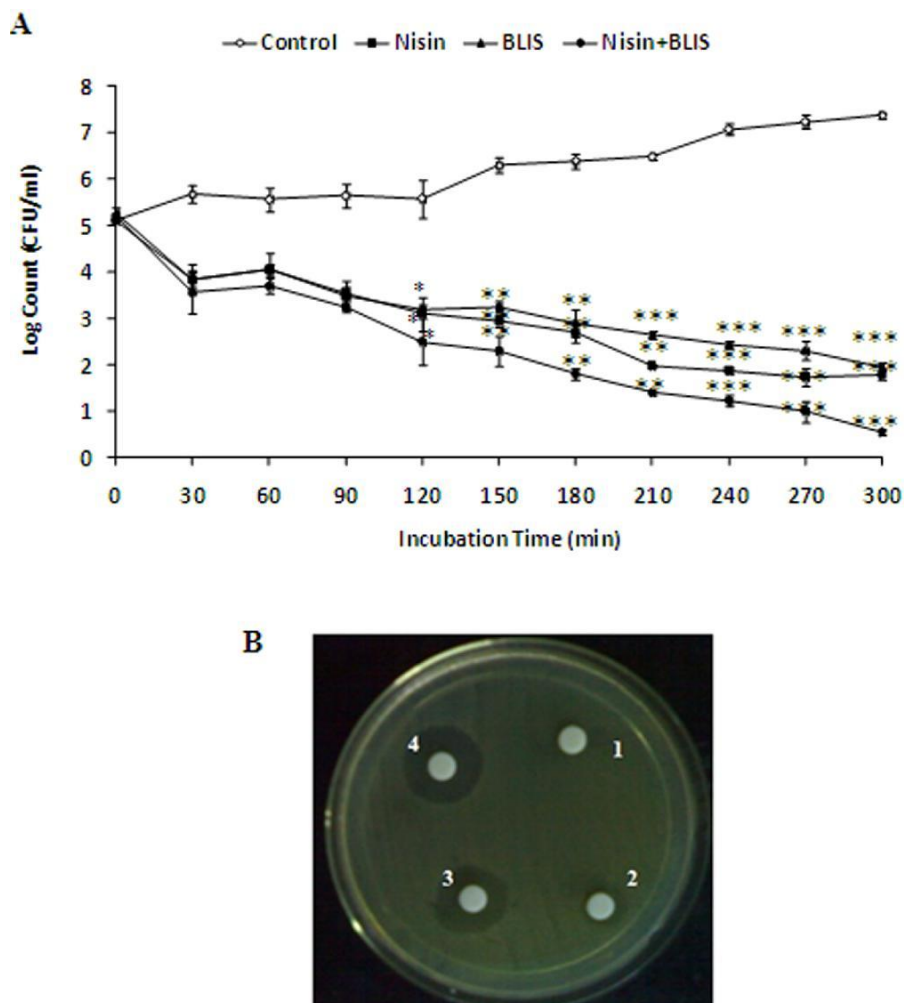 A
Control Nisin BLIS Nisin+BLIS
8
7
6
5
4
3
2
1
0
Log Count (CFU/ml)
* ** ** *** *** *** ***
* ** ** ** *** *** ***
* ** ** ** *** *** ***
0 30 60 90 120 150 180 210 240 270 300
Incubation Time (min)
B
4 1
3 2